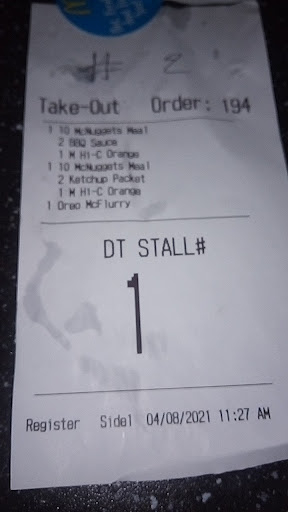 # 2
Take-Out Order: 194
1 10 McNuggets Meal
2 BBQ Sauce
1 M Hi-C Orange
1 10 McNuggets Meal
2 Ketchup Packet
1 M Hi-C Orange
1 Oreo McFlurry
DT STALL#
1
Register Side1 04/08/2021 11:27 AM